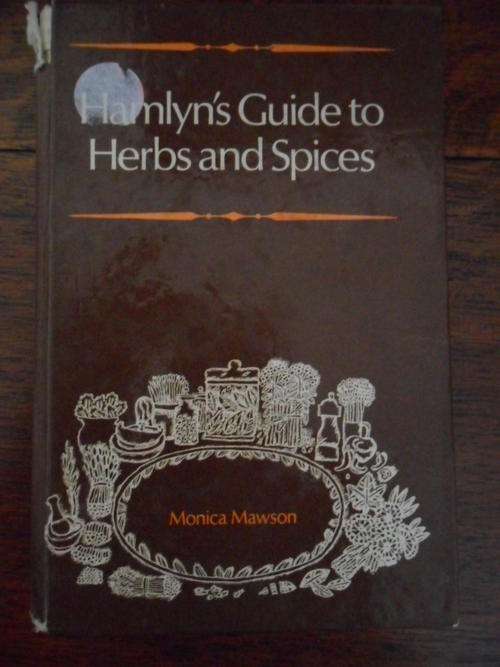 Hamlyn's Guide to
Herbs and Spices
Monica Mawson